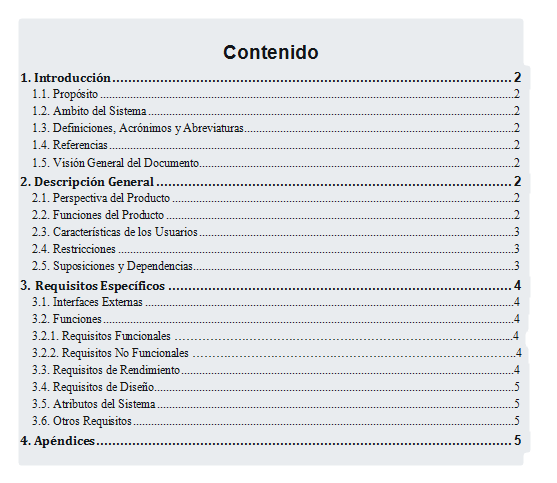 Contenido
1. Introducción 2
1.1. Propósito 2
1.2. Ambito del Sistema 2
1.3. Definiciones, Acrónimos y Abreviaturas 2
1.4. Referencias 2
1.5. Visión General del Documento 2
2. Descripción General 2
2.1. Perspectiva del Producto 2
2.2. Funciones del Producto 2
2.3. Características de los Usuarios 3
2.4. Restricciones 3
2.5. Suposiciones y Dependencias 3
3. Requisitos Específicos 4
3.1. Interfaces Externas 4
3.2. Funciones 4
3.2.1. Requisitos Funcionales 4
3.2.2. Requisitos No Funcionales 4
3.3. Requisitos de Rendimiento 4
3.4. Requisitos de Diseño 5
3.5. Atributos del Sistema 5
3.6. Otros Requisitos 5
4. Apéndices 5